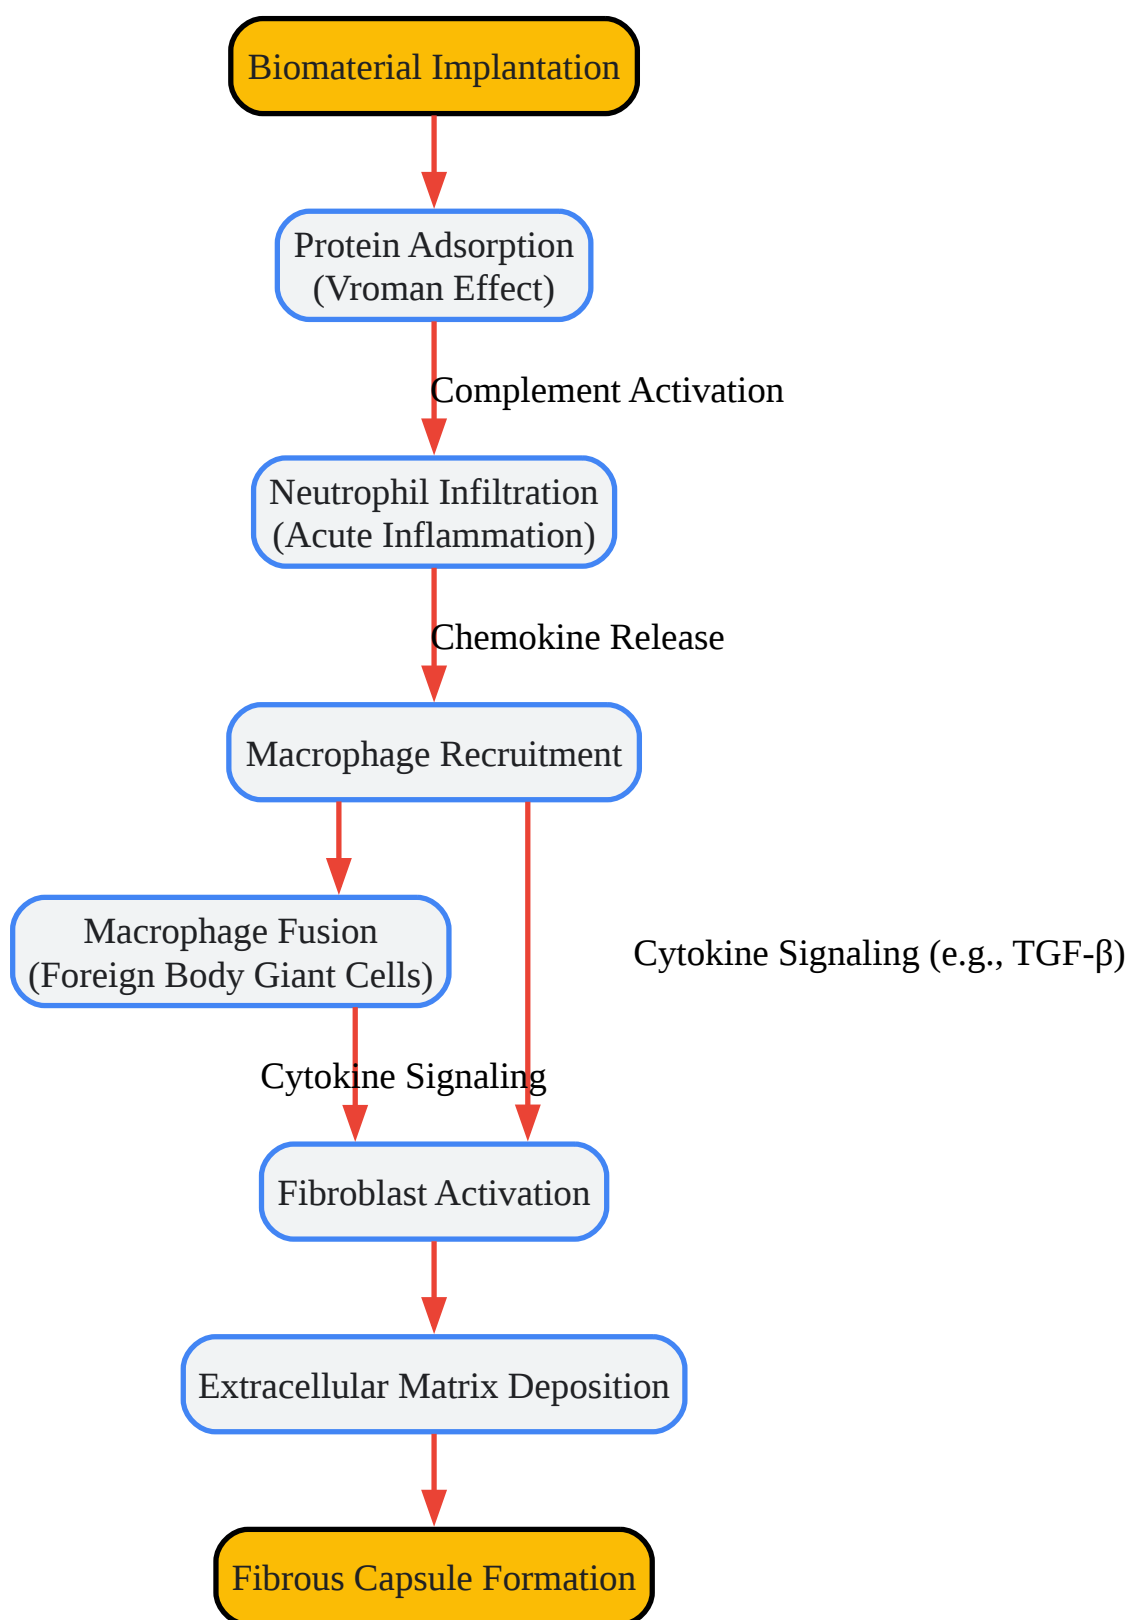 Biomaterial Implantation
Protein Adsorption
(Vroman Effect)
Complement Activation
Neutrophil Infiltration
(Acute Inflammation)
Chemokine Release
Macrophage Recruitment
Macrophage Fusion
(Foreign Body Giant Cells)
Cytokine Signaling (e.g., TGF-β)
Cytokine Signaling
Fibroblast Activation
Extracellular Matrix Deposition
Fibrous Capsule Formation